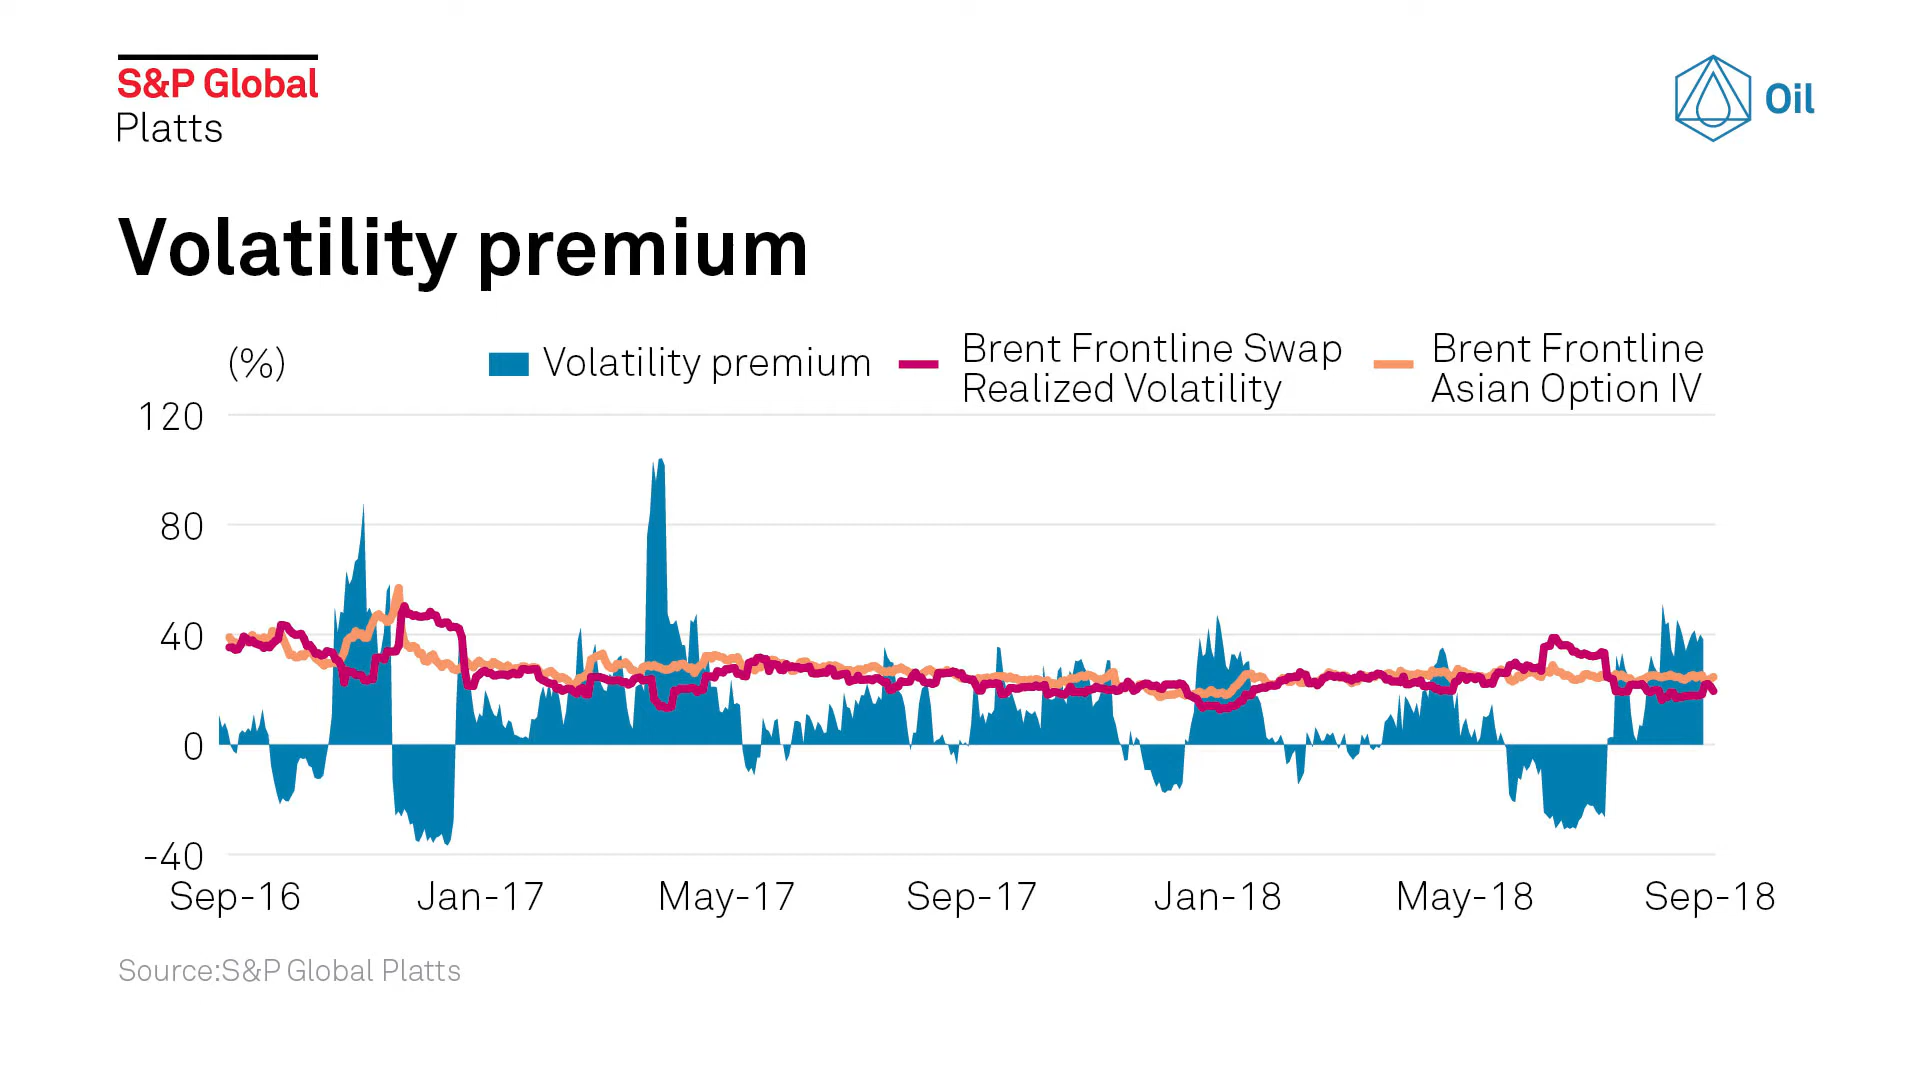 S&P Global
Platts
Oil
Volatility premium
(%)
Volatility premium
Brent Frontline Swap
Realized Volatility
Brent Frontline
Asian Option IV
120
80
40
0
-40
Sep-16
Jan-17
May-17
Sep-17
Jan-18
May-18
Sep-18
Source:S&P Global Platts